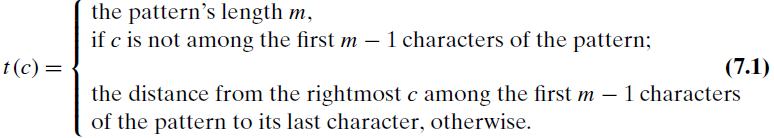 the pattern’s length m,
if c is not among the first m − 1 characters of the pattern;
t(c) =
(7.1)
the distance from the rightmost c among the first m − 1 characters
of the pattern to its last character, otherwise.